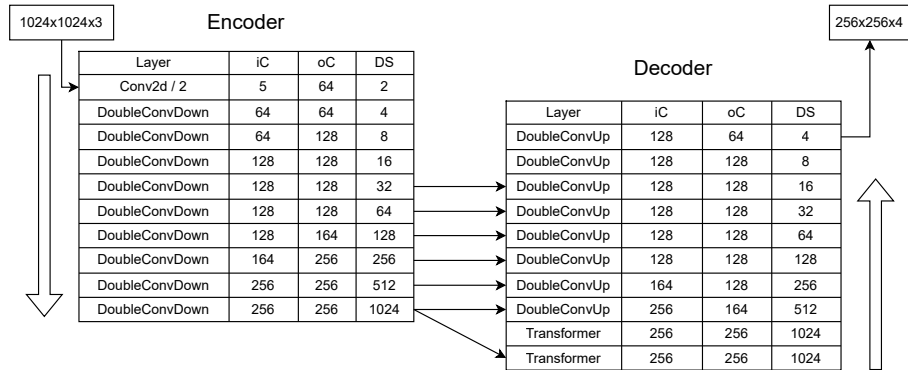 1024x1024x3
Encoder
Layer iC oC DS
Conv2d / 2 5 64 2
DoubleConvDown 64 64 4
DoubleConvDown 64 128 8
DoubleConvDown 128 128 16
DoubleConvDown 128 128 32
DoubleConvDown 128 128 64
DoubleConvDown 128 164 128
DoubleConvDown 164 256 256
DoubleConvDown 256 256 512
DoubleConvDown 256 256 1024
256x256x4
Decoder
Layer iC oC DS
DoubleConvUp 128 64 4
DoubleConvUp 128 128 8
DoubleConvUp 128 128 16
DoubleConvUp 128 128 32
DoubleConvUp 128 128 64
DoubleConvUp 128 128 128
DoubleConvUp 164 128 256
DoubleConvUp 256 164 512
Transformer 256 256 1024
Transformer 256 256 1024